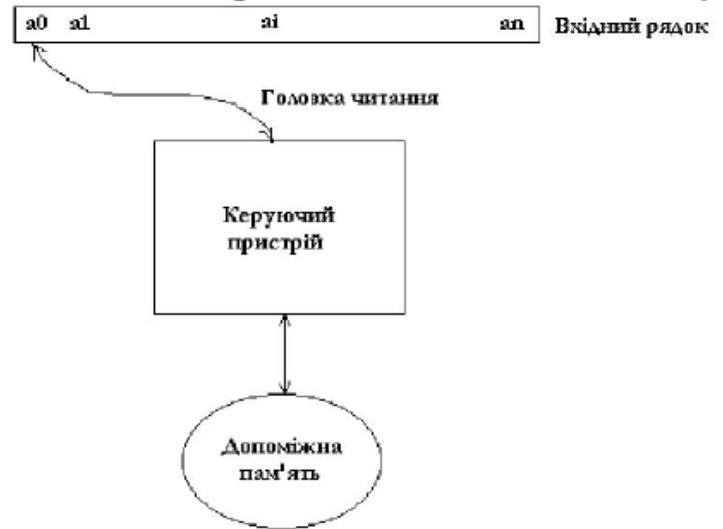 a0 a1 ai an Вхідний рядок
Головка читання
Керуючий
пристрій
Допоміжна
пам'ять